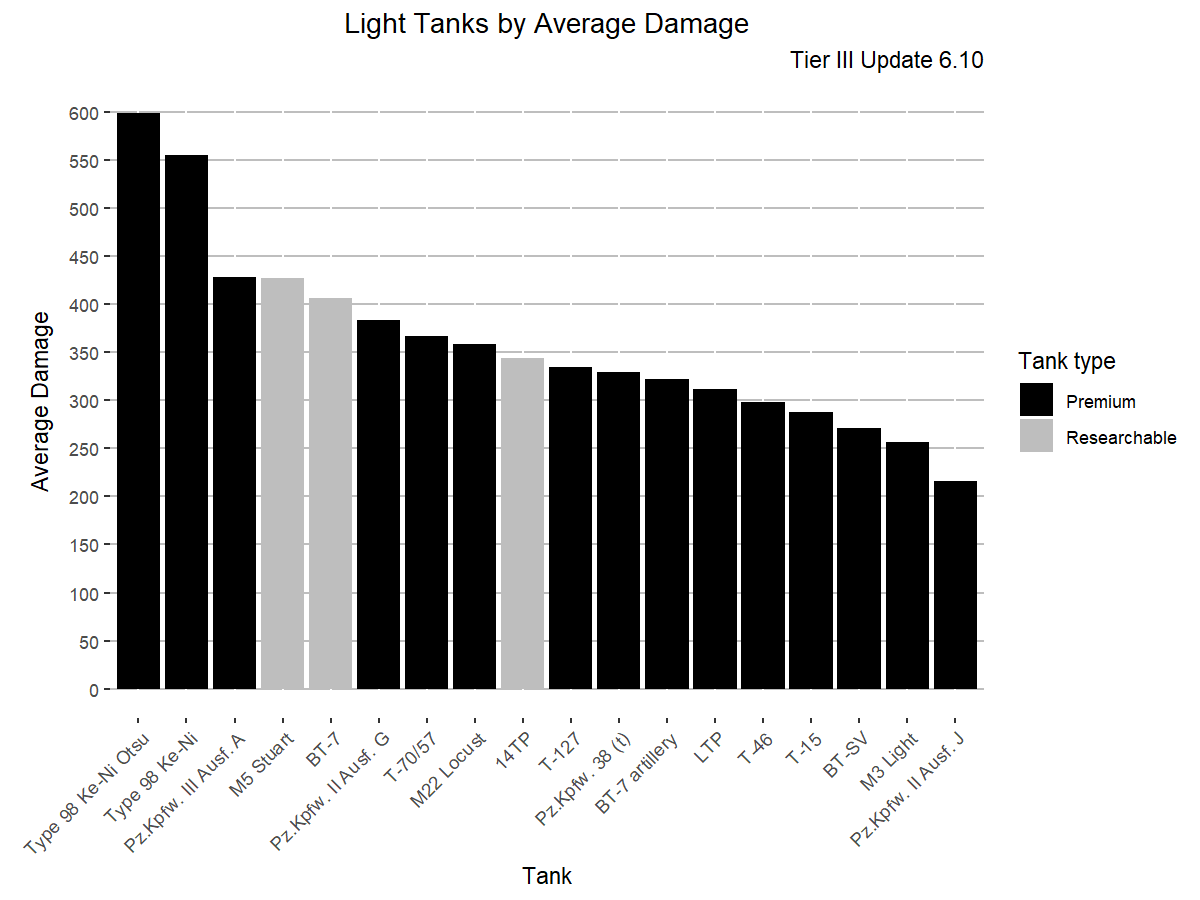 Light Tanks by Average Damage
Tier III Update 6.10
Average Damage
600
550
500
450
400
350
300
250
200
150
100
50
0
Type 98 Ke-Ni Otsu
Type 98 Ke-Ni
Pz.Kpfw. III Ausf. A
M5 Stuart
BT-7
Pz.Kpfw. II Ausf. G
T-70/57
M22 Locust
14TP
T-127
Pz.Kpfw. 38 (t)
BT-7 artillery
LTP
T-46
T-15
BT-SV
M3 Light
Pz.Kpfw. II Ausf. J
Tank
Tank type
Premium
Researchable